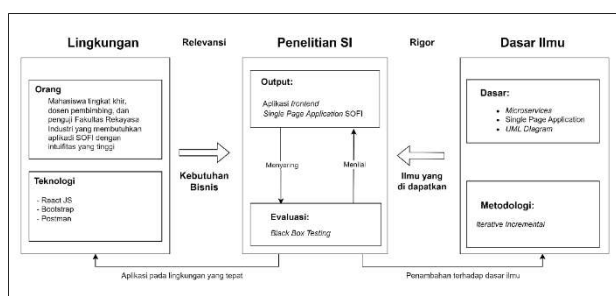 Lingkungan
Relevansi
Penelitian SI
Rigor
Dasar Ilmu
Orang
Mahasiswa tingkat khir,
dosen pembimbing, dan
penguji Fakultas Rekayasa
Industri yang membutuhkan
aplikadi SOFI dengan
intuifitas yang tinggi
Teknologi
- React JS
- Bootstrap
- Postman
Kebutuhan
Bisnis
Output:
Aplikasi frontend
Single Page Application SOFI
Menyaring
Menilai
Evaluasi:
Black Box Testing
Ilmu yang
di dapatkan
Dasar:
• Microservices
• Single Page Application
• UML Diagram
Metodologi:
Iterative Incremental
Aplikasi pada lingkungan yang tepat
Penambahan terhadap dasar ilmu